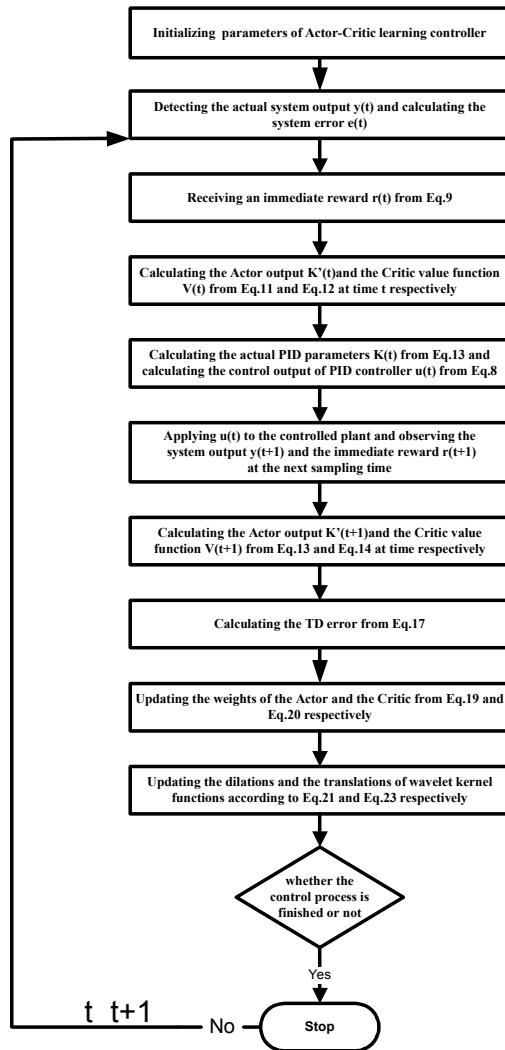 Initializing parameters of Actor-Critic learning controller
Detecting the actual system output y(t) and calculating the
system error e(t)
Receiving an immediate reward r(t) from Eq.9
Calculating the Actor output K’(t)and the Critic value function
V(t) from Eq.11 and Eq.12 at time t respectively
Calculating the actual PID parameters K(t) from Eq.13 and
calculating the control output of PID controller u(t) from Eq.8
Applying u(t) to the controlled plant and observing the
system output y(t+1) and the immediate reward r(t+1)
at the next sampling time
Calculating the Actor output K’(t+1)and the Critic value
function V(t+1) from Eq.13 and Eq.14 at time respectively
Calculating the TD error from Eq.17
Updating the weights of the Actor and the Critic from Eq.19 and
Eq.20 respectively
Updating the dilations and the translations of wavelet kernel
functions according to Eq.21 and Eq.23 respectively
whether the
control process is
finished or not
Yes
t t+1
No
Stop